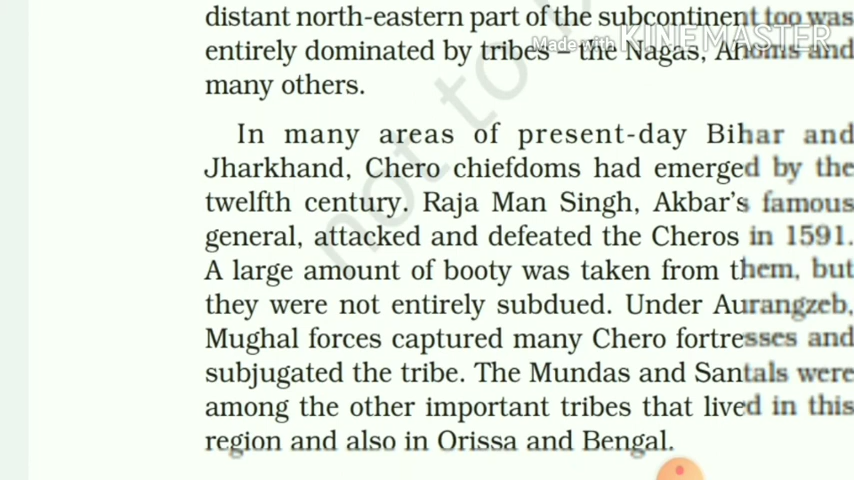 distant north-eastern part of the subcontinent too was
Made with KINEMASTER
entirely dominated by tribes – the Nagas, Ahoms and
many others.
In many areas of present-day Bihar and
Jharkhand, Chero chiefdoms had emerged by the
twelfth century. Raja Man Singh, Akbar's famous
general, attacked and defeated the Cheros in 1591.
A large amount of booty was taken from them, but
they were not entirely subdued. Under Aurangzeb,
Mughal forces captured many Chero fortresses and
subjugated the tribe. The Mundas and Santals were
among the other important tribes that lived in this
region and also in Orissa and Bengal.
not to b